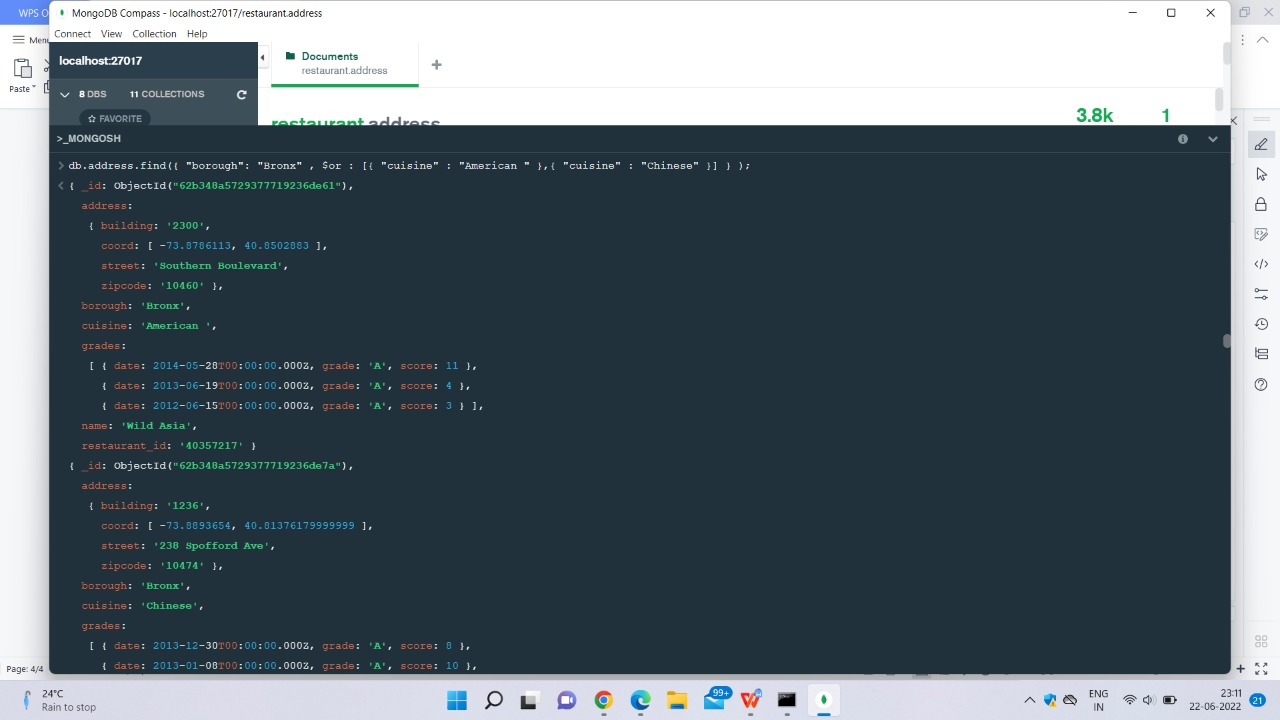 WPS O
MongoDB Compass - localhost:27017/restaurant.address
Menu
Connect View Collection Help
Paste
localhost:27017
Documents
restaurant.address
8 DBS 11 COLLECTIONS
FAVORITE
restaurant.address
3.8k 1
>_MONGOSH
db.address.find({ "borough": "Bronx" , $or : [{ "cuisine" : "American " },{ "cuisine" : "Chinese" }] } );
{ _id: ObjectId("62b348a5729377719236de61"),
address:
{ building: '2300',
coord: [ -73.8786113, 40.8502883 ],
street: 'Southern Boulevard',
zipcode: '10460' },
borough: 'Bronx',
cuisine: 'American ',
grades:
[ { date: 2014-05-28T00:00:00.000Z, grade: 'A', score: 11 },
{ date: 2013-06-19T00:00:00.000Z, grade: 'A', score: 4 },
{ date: 2012-06-15T00:00:00.000Z, grade: 'A', score: 3 } ],
name: 'Wild Asia',
restaurant_id: '40357217' }
{ _id: ObjectId("62b348a5729377719236de7a"),
address:
{ building: '1236',
coord: [ -73.8893654, 40.81376179999999 ],
street: '238 Spofford Ave',
zipcode: '10474' },
borough: 'Bronx',
cuisine: 'Chinese',
grades:
[ { date: 2013-12-30T00:00:00.000Z, grade: 'A', score: 8 },
{ date: 2013-01-08T00:00:00.000Z, grade: 'A', score: 10 },
Page: 4/4
24°C
Rain to stop
99+
ENG
IN
23:11
22-06-2022
21